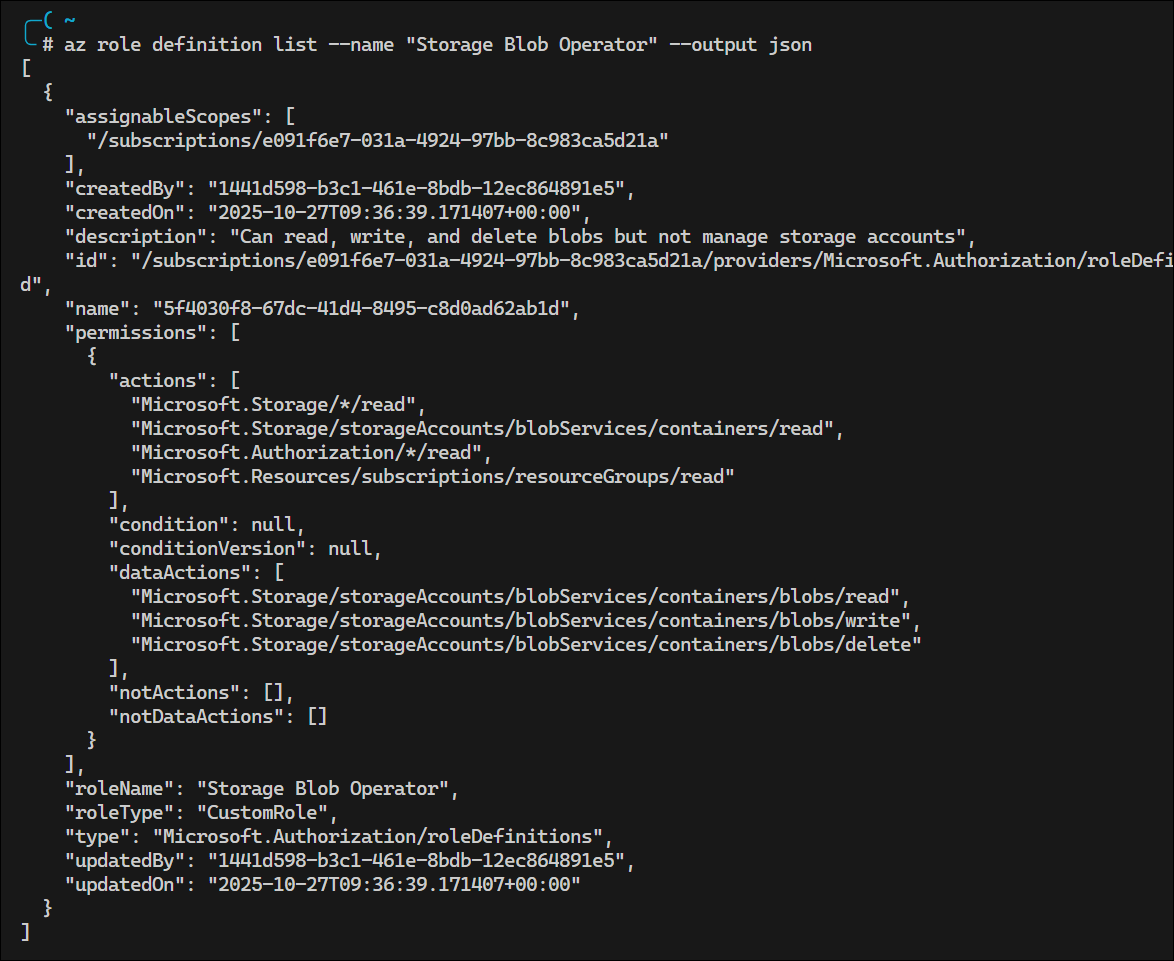 ~
# az role definition list --name "Storage Blob Operator" --output json
[
  {
    "assignableScopes": [
      "/subscriptions/e091f6e7-031a-4924-97bb-8c983ca5d21a"
    ],
    "createdBy": "1441d598-b3c1-461e-8bdb-12ec864891e5",
    "createdOn": "2025-10-27T09:36:39.171407+00:00",
    "description": "Can read, write, and delete blobs but not manage storage accounts",
    "id": "/subscriptions/e091f6e7-031a-4924-97bb-8c983ca5d21a/providers/Microsoft.Authorization/roleDefi
d",
    "name": "5f4030f8-67dc-41d4-8495-c8d0ad62ab1d",
    "permissions": [
      {
        "actions": [
          "Microsoft.Storage/*/read",
          "Microsoft.Storage/storageAccounts/blobServices/containers/read",
          "Microsoft.Authorization/*/read",
          "Microsoft.Resources/subscriptions/resourceGroups/read"
        ],
        "condition": null,
        "conditionVersion": null,
        "dataActions": [
          "Microsoft.Storage/storageAccounts/blobServices/containers/blobs/read",
          "Microsoft.Storage/storageAccounts/blobServices/containers/blobs/write",
          "Microsoft.Storage/storageAccounts/blobServices/containers/blobs/delete"
        ],
        "notActions": [],
        "notDataActions": []
      }
    ],
    "roleName": "Storage Blob Operator",
    "roleType": "CustomRole",
    "type": "Microsoft.Authorization/roleDefinitions",
    "updatedBy": "1441d598-b3c1-461e-8bdb-12ec864891e5",
    "updatedOn": "2025-10-27T09:36:39.171407+00:00"
  }
]